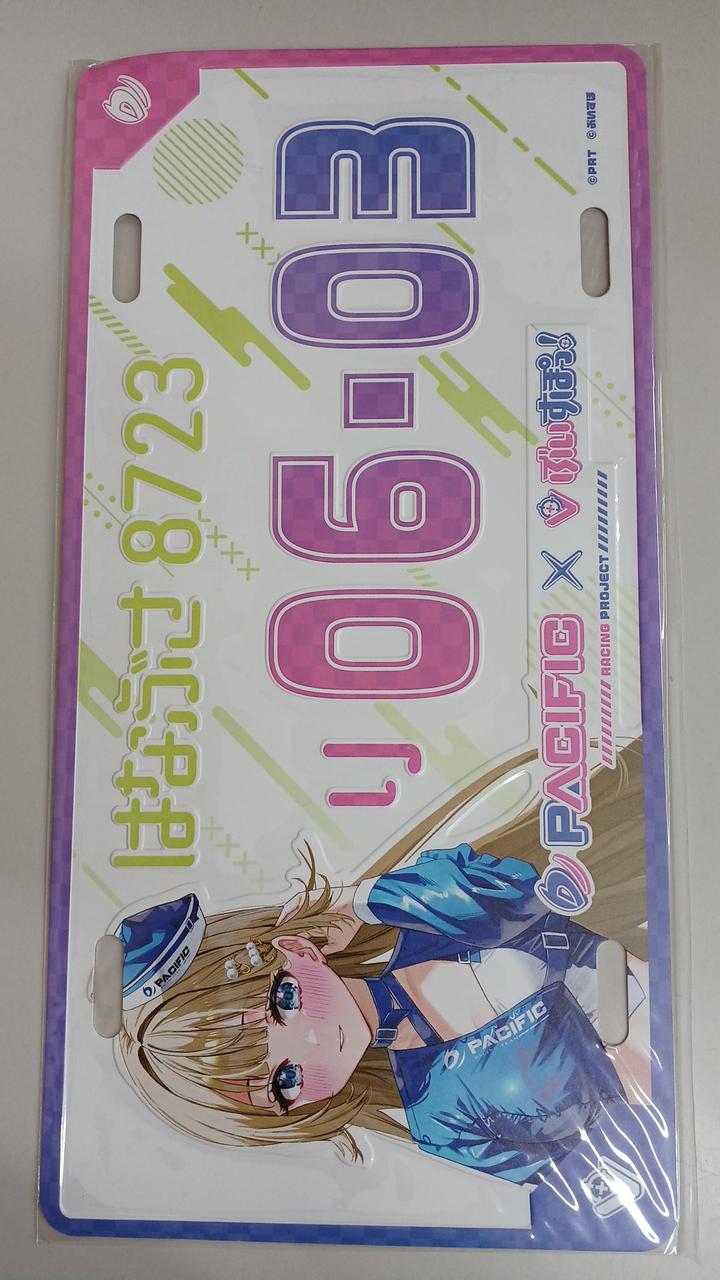 はなぶさ 8723
り 06·03
PACIFIC × ぶいすぽっ!
RACING PROJECT
©PRT ©ぶいすぽ
PACIFIC
PACIFIC